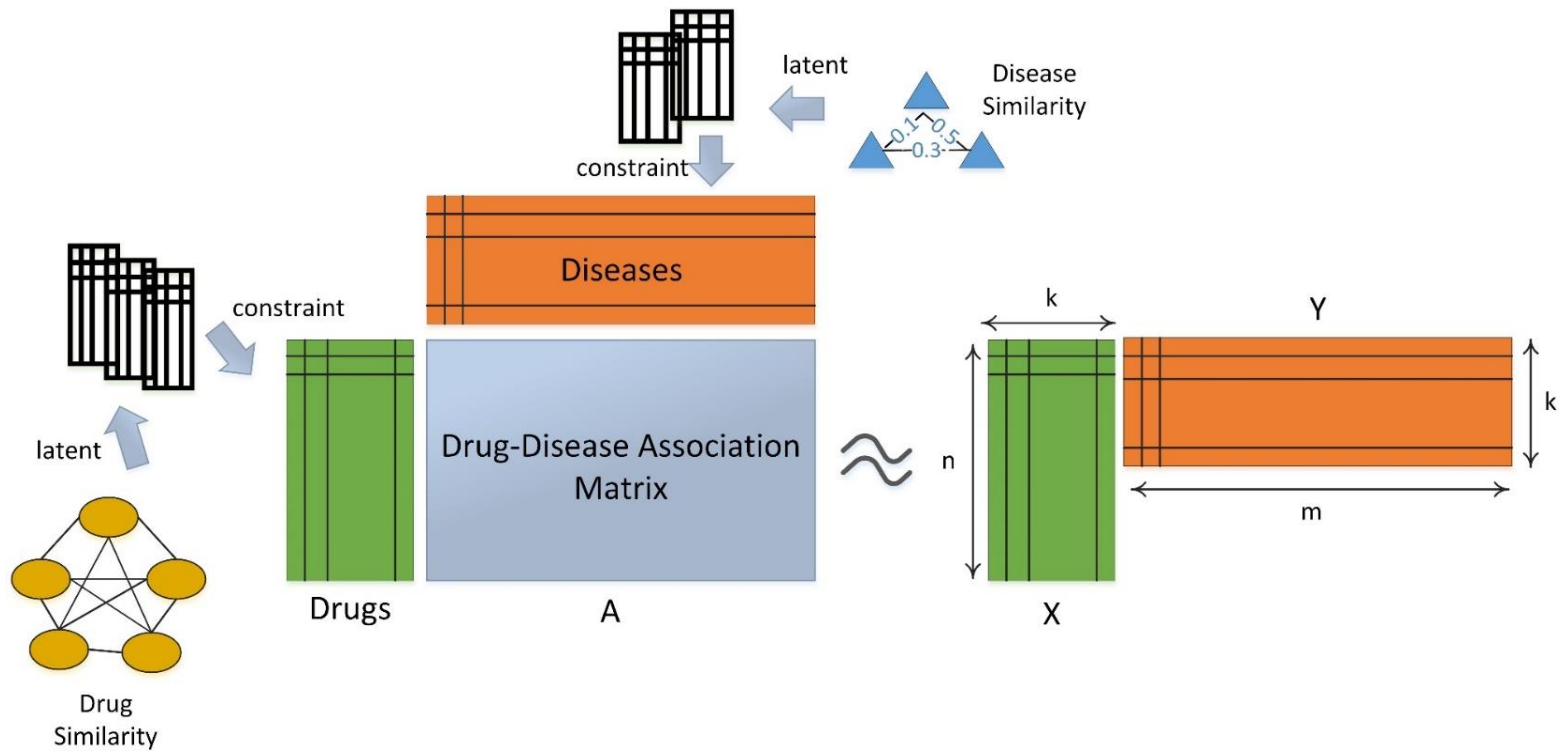 latent
Disease
Similarity
0.1
0.5
0.3
constraint
Diseases
constraint
k
Y
latent
Drug-Disease Association
Matrix
n
k
m
Drugs
A
X
Drug
Similarity